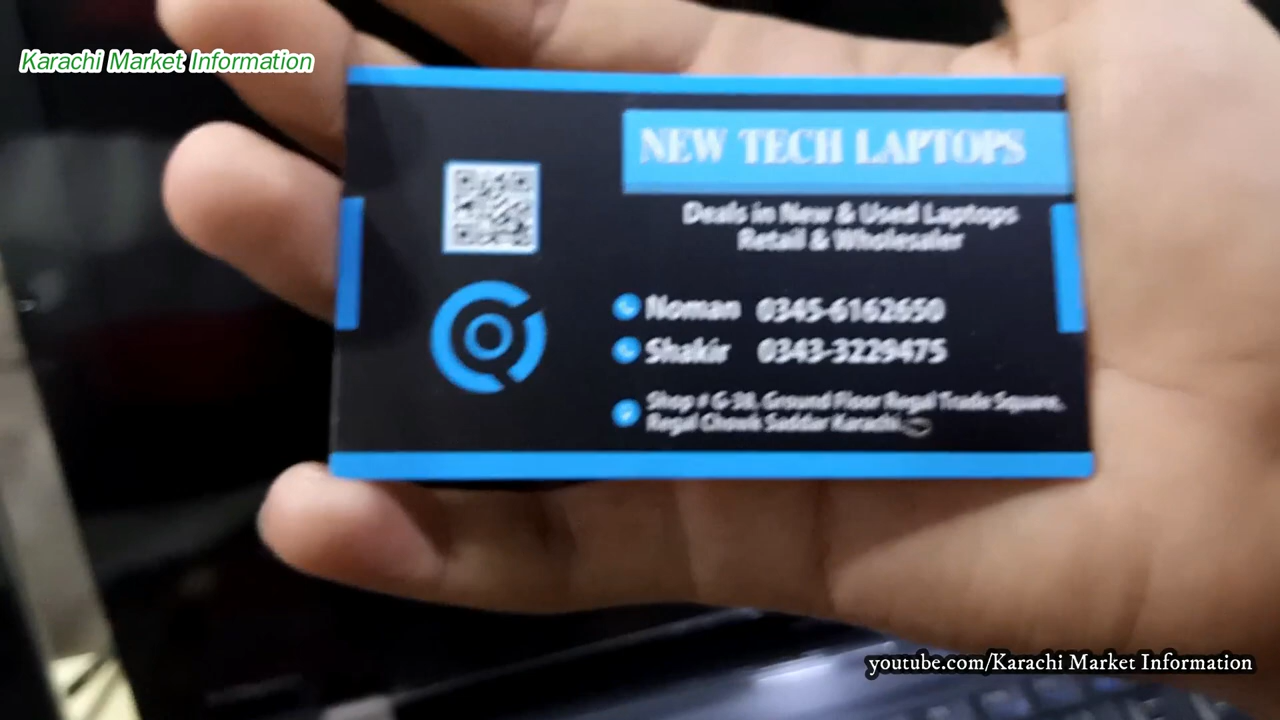 Karachi Market Information
NEW TECH LAPTOPS
Deals in New & Used Laptops
Retail & Wholesaler
Noman 0345-6162650
Shakir 0343-3229475
Shop # G-38, Ground Floor Regal Trade Square,
Regal Chowk Saddar Karachi.
youtube.com/Karachi Market Information